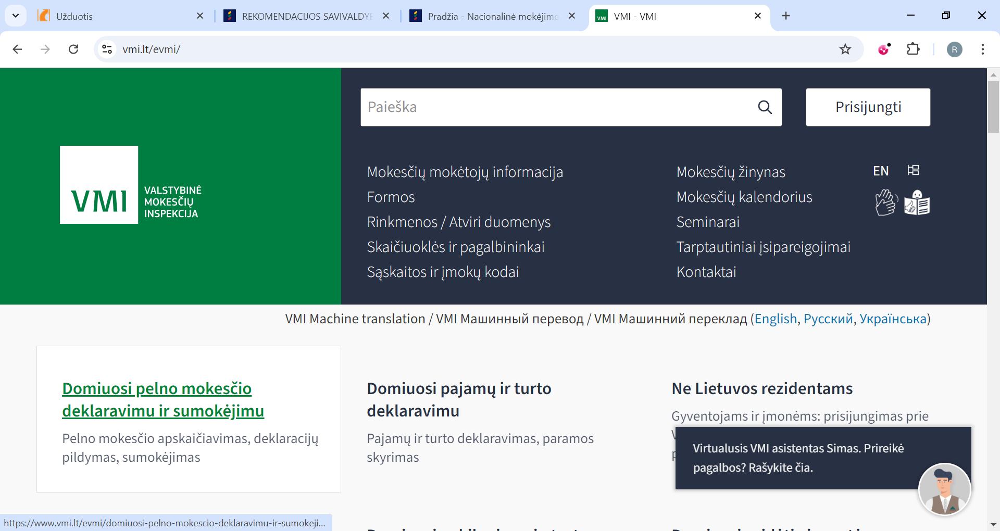 Užduotis
REKOMENDACIJOS SAVIVALDYB
Pradžia - Nacionalinė mokėjimo
VMI - VMI
vmi.lt/evmi/
R
Paieška
Prisijungti
VMI
VALSTYBINĖ
MOKESČIŲ
INSPEKCIJA
Mokesčių mokėtojų informacija
Formos
Rinkmenos / Atviri duomenys
Skaičiuoklės ir pagalbininkai
Sąskaitos ir įmokų kodai
Mokesčių žinynas
Mokesčių kalendorius
Seminarai
Tarptautiniai įsipareigojimai
Kontaktai
EN
VMI Machine translation / VMI Машинный перевод / VMI Машинний переклад (English, Русский, Українська)
Domiuosi pelno mokesčio
deklaravimu ir sumokėjimu
Pelno mokesčio apskaičiavimas, deklaracijų
pildymas, sumokėjimas
Domiuosi pajamų ir turto
deklaravimu
Pajamų ir turto deklaravimas, paramos
skyrimas
Ne Lietuvos rezidentams
Gyventojams ir įmonėms: prisijungimas prie
Virtualusis VMI asistentas Simas. Prireikė
pagalbos? Rašykite čia.
https://www.vmi.lt/evmi/domiuosi-pelno-mokescio-deklaravimu-ir-sumokeji...